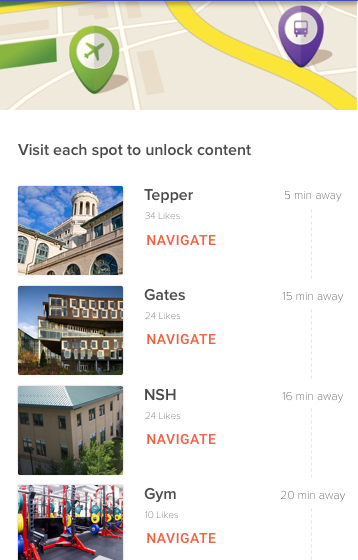 Visit each spot to unlock content
Tepper
5 min away
34 Likes
NAVIGATE
Gates
15 min away
24 Likes
NAVIGATE
NSH
16 min away
24 Likes
NAVIGATE
Gym
20 min away
10 Likes
NAVIGATE